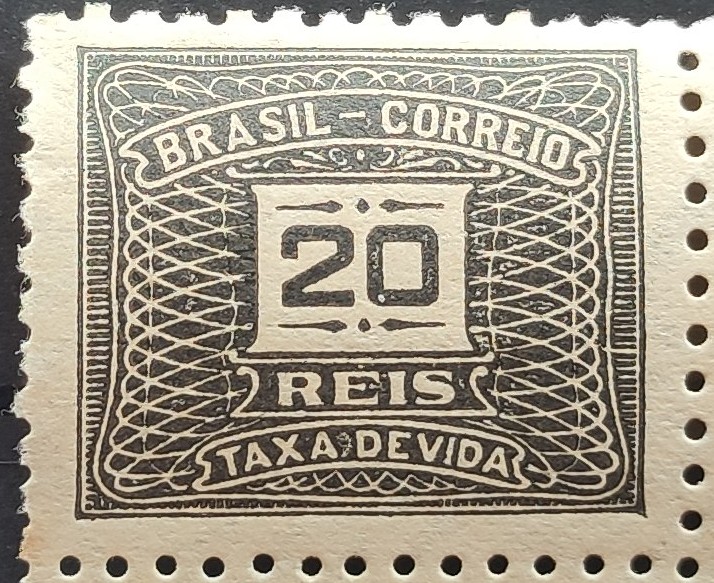 BRASIL - CORREIO
20
REIS
TAXA DEVIDA